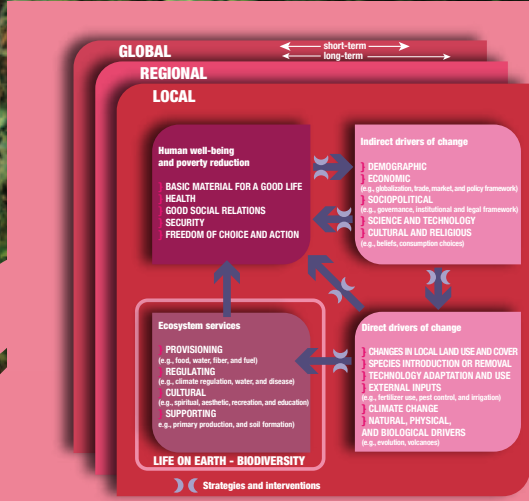 GLOBAL
short-term
long-term
REGIONAL
LOCAL
Human well-being
and poverty reduction
BASIC MATERIAL FOR A GOOD LIFE
HEALTH
GOOD SOCIAL RELATIONS
SECURITY
FREEDOM OF CHOICE AND ACTION
Indirect drivers of change
DEMOGRAPHIC
ECONOMIC
(e.g., globalization, trade, market, and policy framework)
SOCIOPOLITICAL
(e.g., governance, institutional and legal framework)
SCIENCE AND TECHNOLOGY
CULTURAL AND RELIGIOUS
(e.g., beliefs, consumption choices)
Ecosystem services
PROVISIONING
(e.g., food, water, fiber, and fuel)
REGULATING
(e.g., climate regulation, water, and disease)
CULTURAL
(e.g., spiritual, aesthetic, recreation, and education)
SUPPORTING
e.g., primary production, and soil formation)
LIFE ON EARTH - BIODIVERSITY
Direct drivers of change
CHANGES IN LOCAL LAND USE AND COVER
SPECIES INTRODUCTION OR REMOVAL
TECHNOLOGY ADAPTATION AND USE
EXTERNAL INPUTS
(e.g., fertilizer use, pest control, and irrigation)
CLIMATE CHANGE
NATURAL, PHYSICAL,
AND BIOLOGICAL DRIVERS
(e.g., evolution, volcanoes)
Strategies and interventions